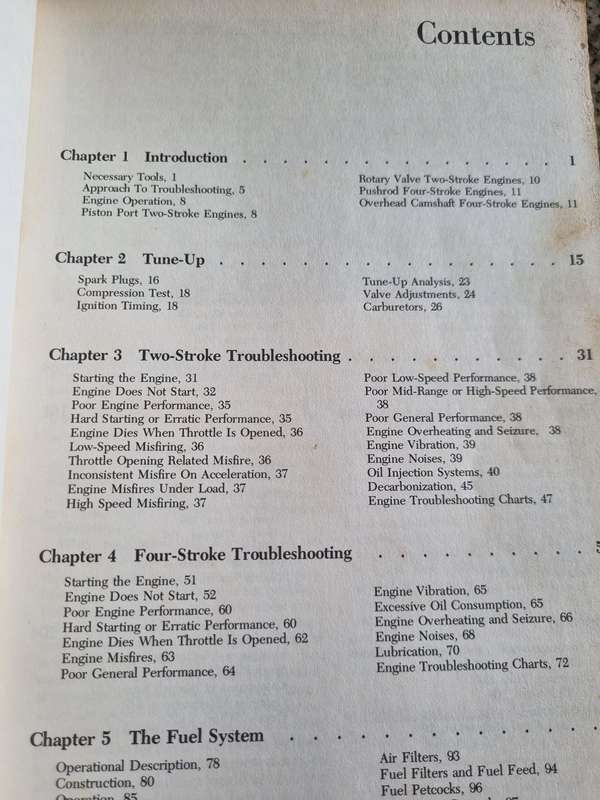 Contents
Chapter 1 Introduction . . . . . . . . . . . . . . . . 1
Necessary Tools, 1
Approach To Troubleshooting, 5
Engine Operation, 8
Piston Port Two-Stroke Engines, 8
Rotary Valve Two-Stroke Engines, 10
Pushrod Four-Stroke Engines, 11
Overhead Camshaft Four-Stroke Engines, 11
Chapter 2 Tune-Up . . . . . . . . . . . . . . . . . 15
Spark Plugs, 16
Compression Test, 18
Ignition Timing, 18
Tune-Up Analysis, 23
Valve Adjustments, 24
Carburetors, 26
Chapter 3 Two-Stroke Troubleshooting . . . . . . . . . . . 31
Starting the Engine, 31
Engine Does Not Start, 32
Poor Engine Performance, 35
Hard Starting or Erratic Performance, 35
Engine Dies When Throttle Is Opened, 36
Low-Speed Misfiring, 36
Throttle Opening Related Misfire, 36
Inconsistent Misfire On Acceleration, 37
Engine Misfires Under Load, 37
High Speed Misfiring, 37
Poor Low-Speed Performance, 38
Poor Mid-Range or High-Speed Performance,
38
Poor General Performance, 38
Engine Overheating and Seizure, 38
Engine Vibration, 39
Engine Noises, 39
Oil Injection Systems, 40
Decarbonization, 45
Engine Troubleshooting Charts, 47
Chapter 4 Four-Stroke Troubleshooting . . . . . . . . . .
Starting the Engine, 51
Engine Does Not Start, 52
Poor Engine Performance, 60
Hard Starting or Erratic Performance, 60
Engine Dies When Throttle Is Opened, 62
Engine Misfires, 63
Poor General Performance, 64
Engine Vibration, 65
Excessive Oil Consumption, 65
Engine Overheating and Seizure, 66
Engine Noises, 68
Lubrication, 70
Engine Troubleshooting Charts, 72
Chapter 5 The Fuel System . . . . . . . . . . . . .
Operational Description, 78
Construction, 80
Operation, 85
Air Filters, 93
Fuel Filters and Fuel Feed, 94
Fuel Petcocks, 96